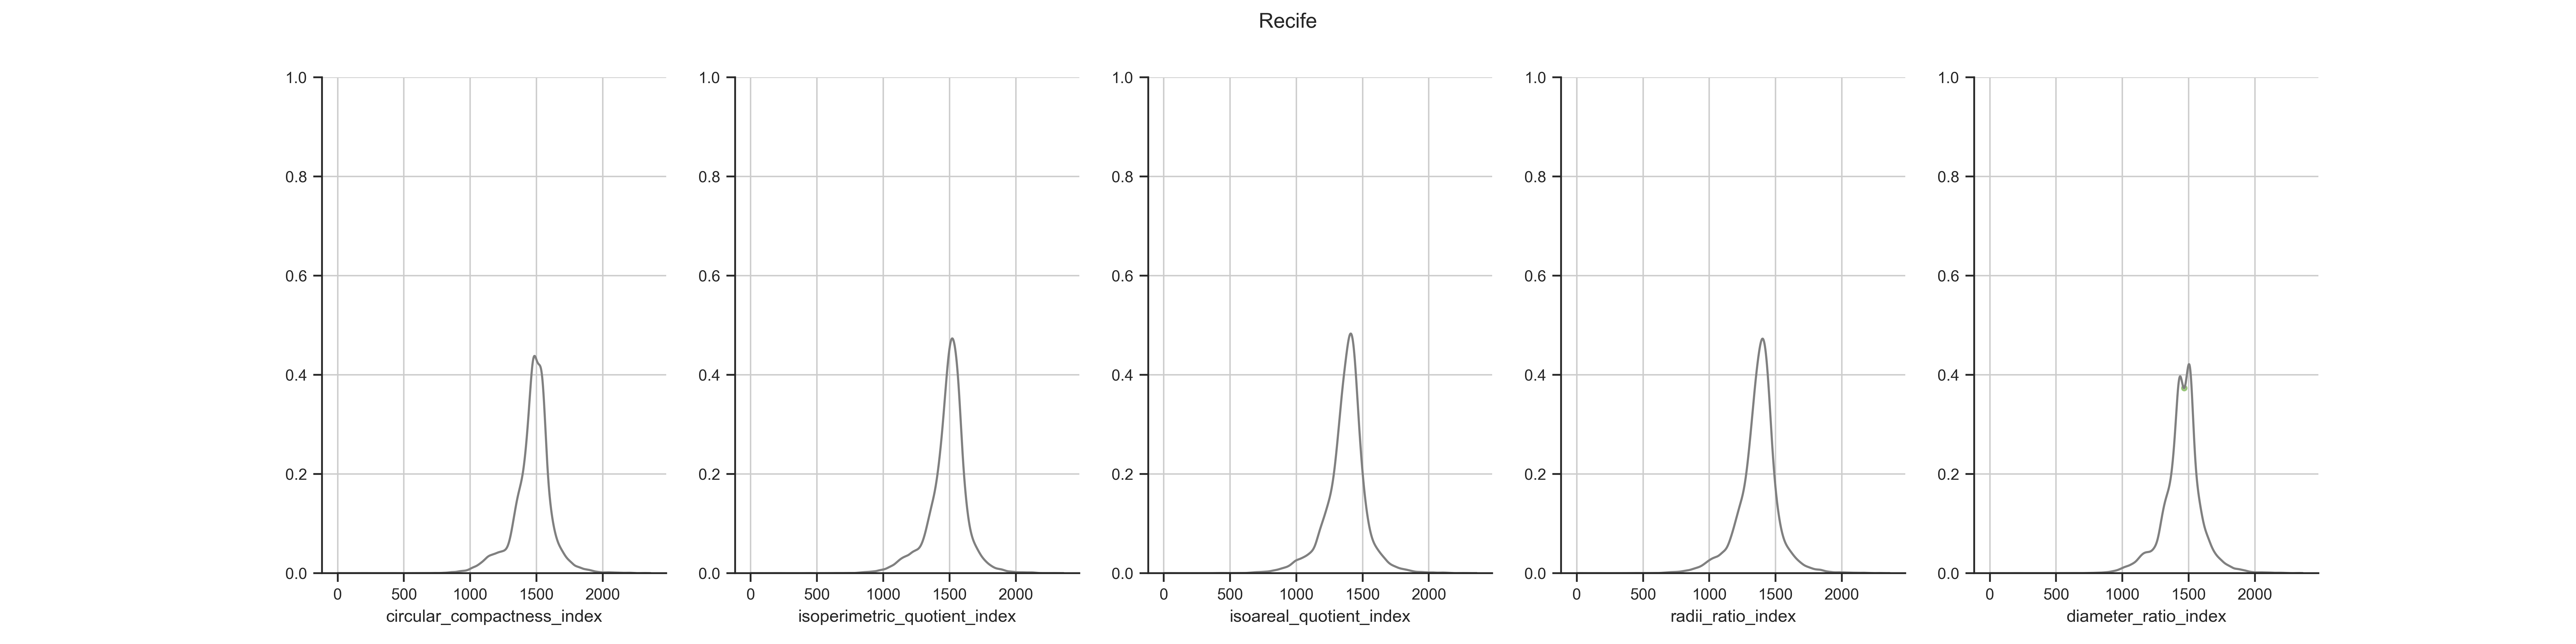 Recife
1.0 1.0 1.0 1.0 1.0
0.8 0.8 0.8 0.8 0.8
0.6 0.6 0.6 0.6 0.6
0.4 0.4 0.4 0.4 0.4
0.2 0.2 0.2 0.2 0.2
0.0 0.0 0.0 0.0 0.0
0 500 1000 1500 2000 0 500 1000 1500 2000 0 500 1000 1500 2000 0 500 1000 1500 2000 0 500 1000 1500 2000
circular_compactness_index isoperimetric_quotient_index isoareal_quotient_index radii_ratio_index diameter_ratio_index